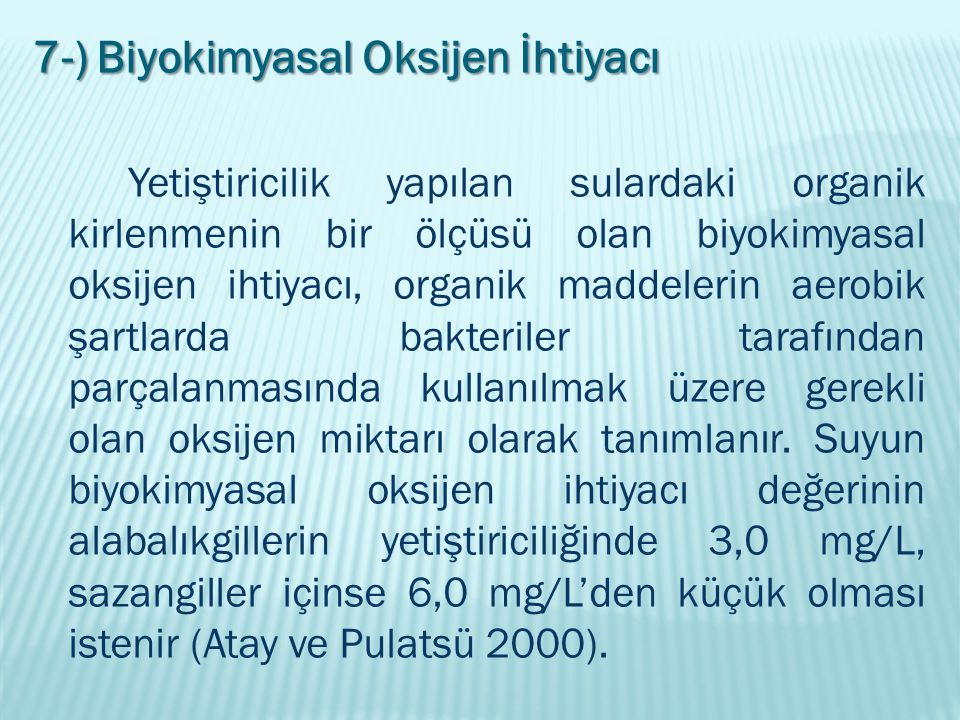 7-) Biyokimyasal Oksijen İhtiyacı
Yetiştiricilik yapılan sulardaki organik
kirlenmenin bir ölçüsü olan biyokimyasal
oksijen ihtiyacı, organik maddelerin aerobik
şartlarda bakteriler tarafından
parçalanmasında kullanılmak üzere gerekli
olan oksijen miktarı olarak tanımlanır. Suyun
biyokimyasal oksijen ihtiyacı değerinin
alabalıkgillerin yetiştiriciliğinde 3,0 mg/L,
sazangiller içinse 6,0 mg/L’den küçük olması
istenir (Atay ve Pulatsü 2000).